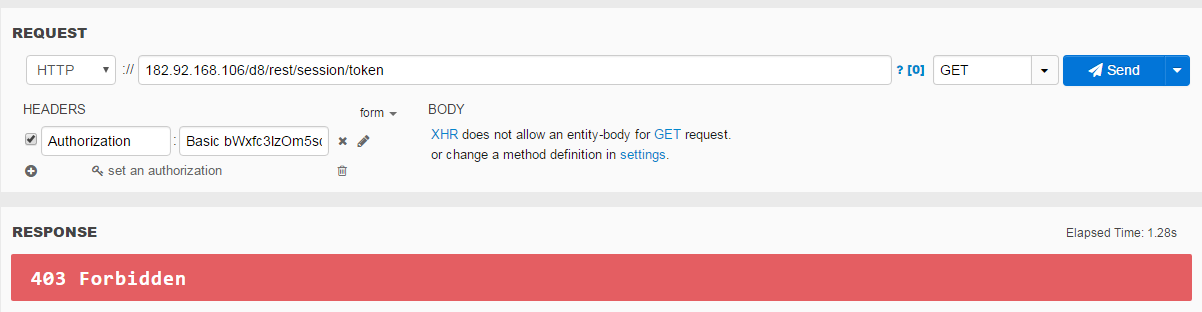 REQUEST
HTTP :// 182.92.168.106/d8/rest/session/token ? [0] GET Send
HEADERS form BODY
Authorization : Basic
XHR does not allow an entity-body for GET request.
or change a method definition in settings.
set an authorization
RESPONSE Elapsed Time: 1.28s
403 Forbidden